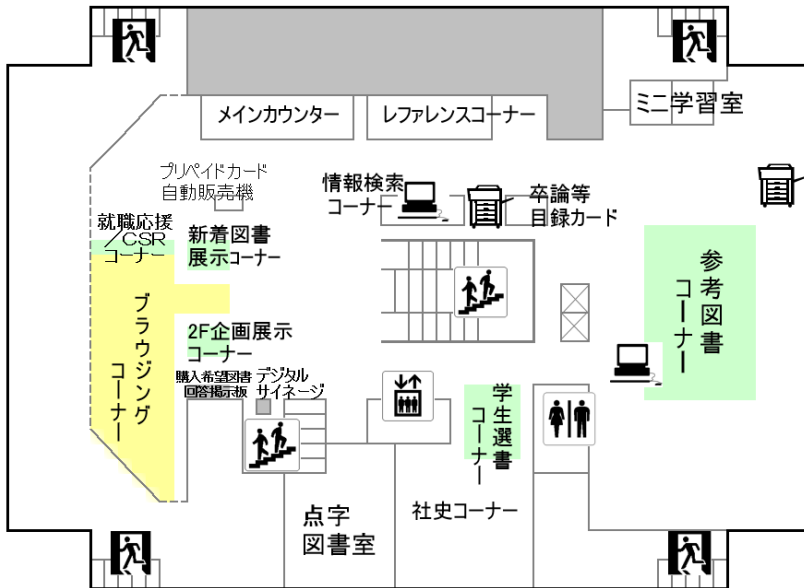 メインカウンター
レファレンスコーナー
ミニ学習室
プリペイドカード
自動販売機
情報検索
コーナー
卒論等
目録カード
就職応援
／CSR
コーナー
新着図書
展示コーナー
参考図書
コーナー
ブラウジング
コーナー
2F企画展示
コーナー
購入希望図書
回答掲示板
デジタル
サイネージ
学生選書
コーナー
点字
図書室
社史コーナー